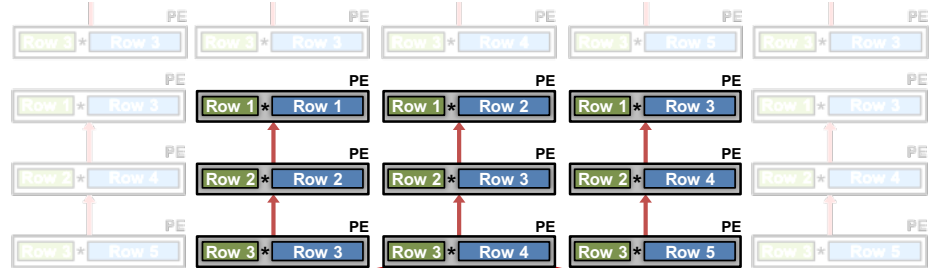 PE PE PE PE PE
Row 3 * Row 3 Row 3 * Row 3 Row 3 * Row 4 Row 3 * Row 5 Row 3 * Row 3
PE PE PE PE PE
Row 1 * Row 3 Row 1 * Row 1 Row 1 * Row 2 Row 1 * Row 3 Row 1 * Row 3
PE PE PE PE PE
Row 2 * Row 4 Row 2 * Row 2 Row 2 * Row 3 Row 2 * Row 4 Row 2 * Row 4
PE PE PE PE PE
Row 3 * Row 5 Row 3 * Row 3 Row 3 * Row 4 Row 3 * Row 5 Row 3 * Row 5